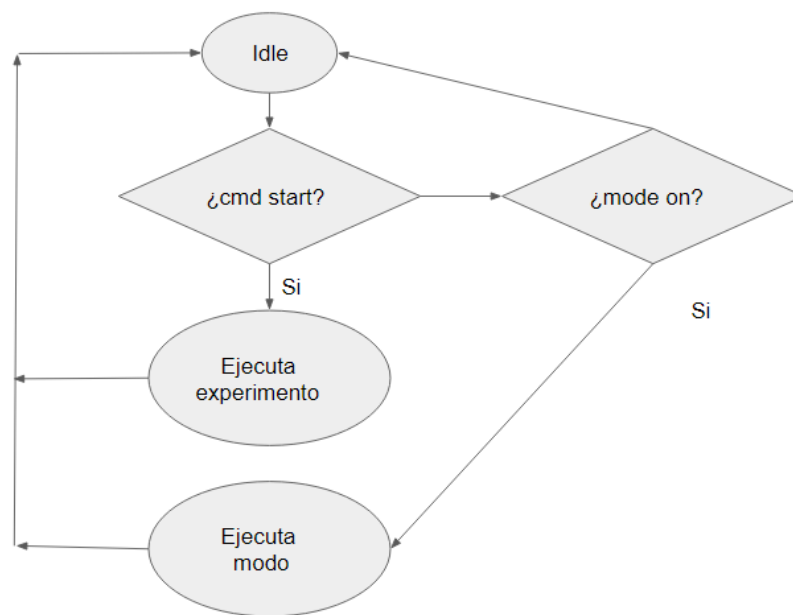 Idle
¿cmd start?
¿mode on?
Si
Si
Ejecuta
experimento
Ejecuta
modo